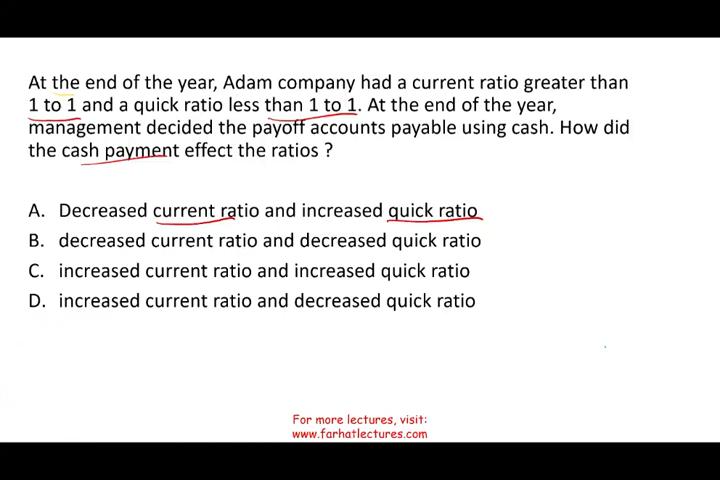 At the end of the year, Adam company had a current ratio greater than
1 to 1 and a quick ratio less than 1 to 1. At the end of the year,
management decided the payoff accounts payable using cash. How did
the cash payment effect the ratios ?
A. Decreased current ratio and increased quick ratio
B. decreased current ratio and decreased quick ratio
C. increased current ratio and increased quick ratio
D. increased current ratio and decreased quick ratio
For more lectures, visit:
www.farhatlectures.com